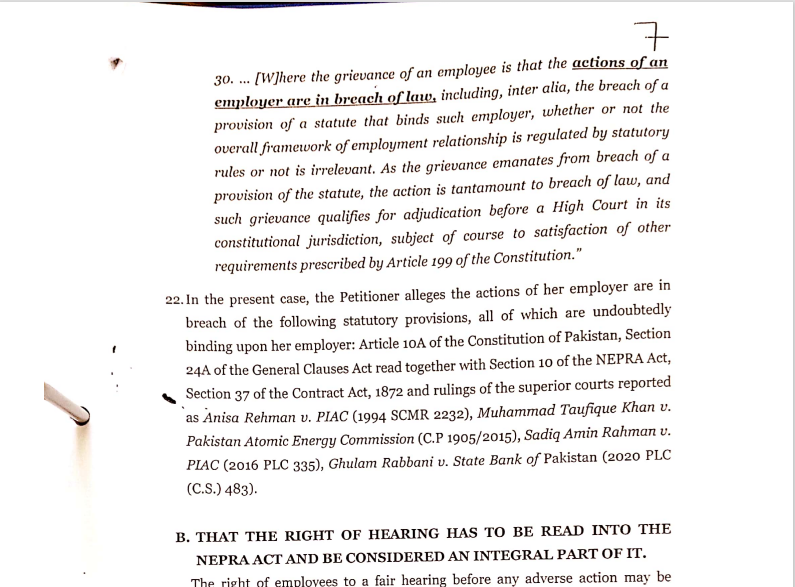 7
30. ... [W]here the grievance of an employee is that the actions of an
employer are in breach of law, including, inter alia, the breach of a
provision of a statute that binds such employer, whether or not the
overall framework of employment relationship is regulated by statutory
rules or not is irrelevant. As the grievance emanates from breach of a
provision of the statute, the action is tantamount to breach of law, and
such grievance qualifies for adjudication before a High Court in its
constitutional jurisdiction, subject of course to satisfaction of other
requirements prescribed by Article 199 of the Constitution."
22. In the present case, the Petitioner alleges the actions of her employer are in
breach of the following statutory provisions, all of which are undoubtedly
binding upon her employer: Article 10A of the Constitution of Pakistan, Section
24A of the General Clauses Act read together with Section 10 of the NEPRA Act,
Section 37 of the Contract Act, 1872 and rulings of the superior courts reported
as Anisa Rehman v. PIAC (1994 SCMR 2232), Muhammad Taufique Khan v.
Pakistan Atomic Energy Commission (C.P 1905/2015), Sadiq Amin Rahman v.
PIAC (2016 PLC 335), Ghulam Rabbani v. State Bank of Pakistan (2020 PLC
(C.S.) 483).
B. THAT THE RIGHT OF HEARING HAS TO BE READ INTO THE
NEPRA ACT AND BE CONSIDERED AN INTEGRAL PART OF IT.
The right of employees to a fair hearing before any adverse action may be